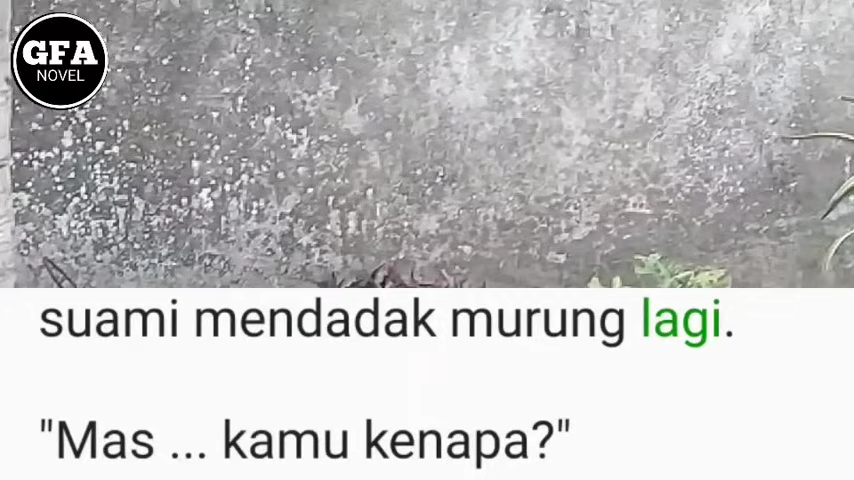 GFA
NOVEL
suami mendadak murung lagi.
"Mas ... kamu kenapa?"